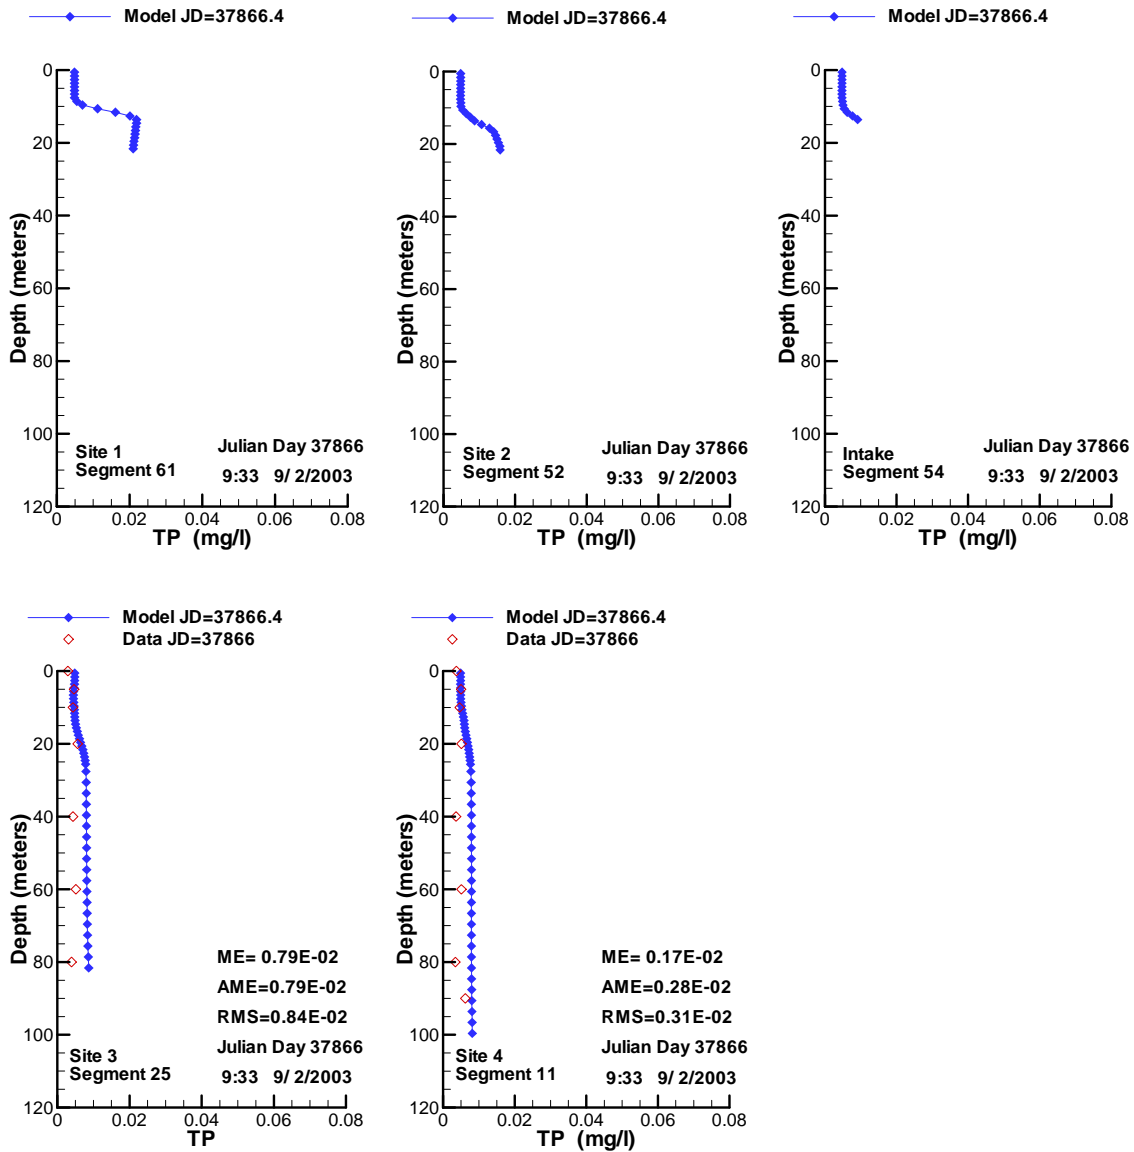 Model JD=37866.4
0
20
40
60
80
100
120
Depth (meters)
Site 1
Segment 61
Julian Day 37866
9:33 9/ 2/2003
0 0.02 0.04 0.06 0.08
TP (mg/l)
Model JD=37866.4
0
20
40
60
80
100
120
Depth (meters)
Site 2
Segment 52
Julian Day 37866
9:33 9/ 2/2003
0 0.02 0.04 0.06 0.08
TP (mg/l)
Model JD=37866.4
0
20
40
60
80
100
120
Depth (meters)
Intake
Segment 54
Julian Day 37866
9:33 9/ 2/2003
0 0.02 0.04 0.06 0.08
TP (mg/l)
Model JD=37866.4
Data JD=37866
0
20
40
60
80
100
120
Depth (meters)
ME= 0.79E-02
AME=0.79E-02
RMS=0.84E-02
Site 3
Segment 25
Julian Day 37866
9:33 9/ 2/2003
0 0.02 0.04 0.06 0.08
TP
Model JD=37866.4
Data JD=37866
0
20
40
60
80
100
120
Depth (meters)
ME= 0.17E-02
AME=0.28E-02
RMS=0.31E-02
Site 4
Segment 11
Julian Day 37866
9:33 9/ 2/2003
0 0.02 0.04 0.06 0.08
TP (mg/l)